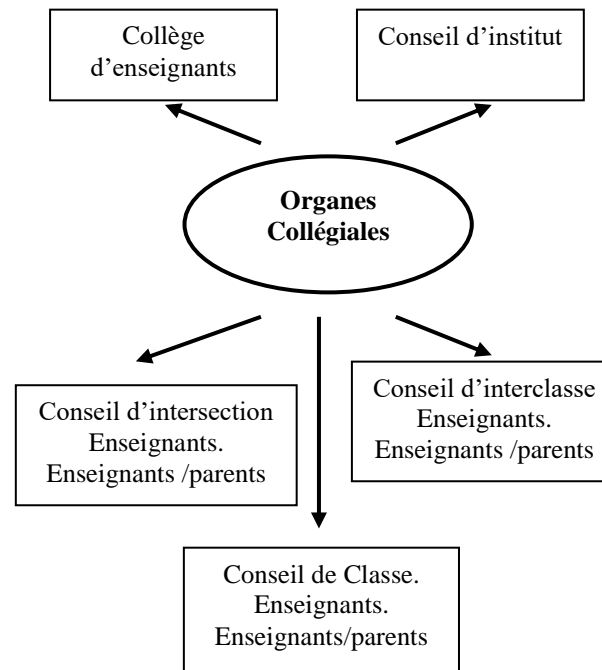 Collège
d'enseignants
Conseil d'institut
Organes
Collégiales
Conseil d'intersection
Enseignants.
Enseignants /parents
Conseil d'interclasse
Enseignants.
Enseignants /parents
Conseil de Classe.
Enseignants.
Enseignants/parents